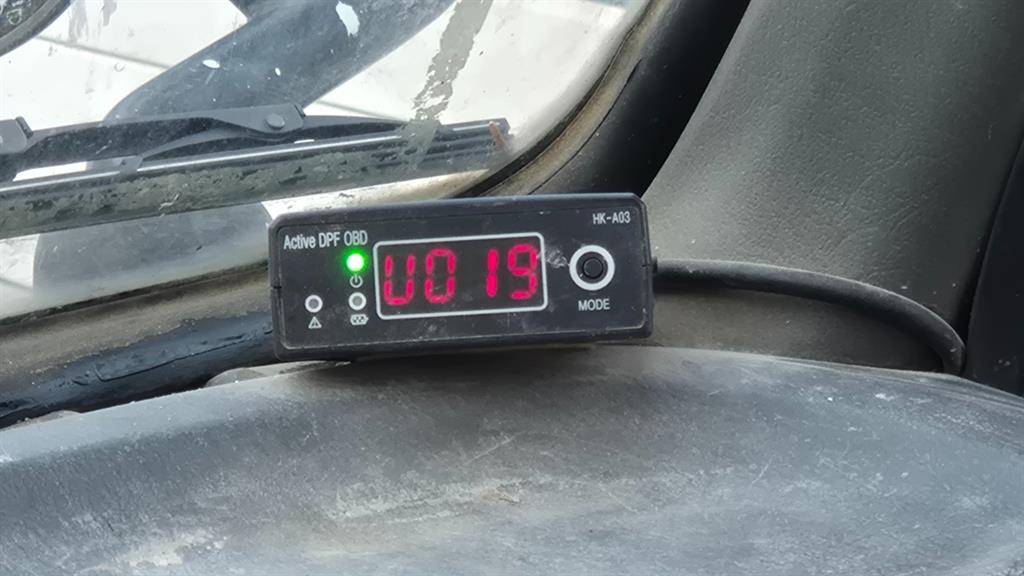 HK-A03
Active DPF OBD
U019
MODE